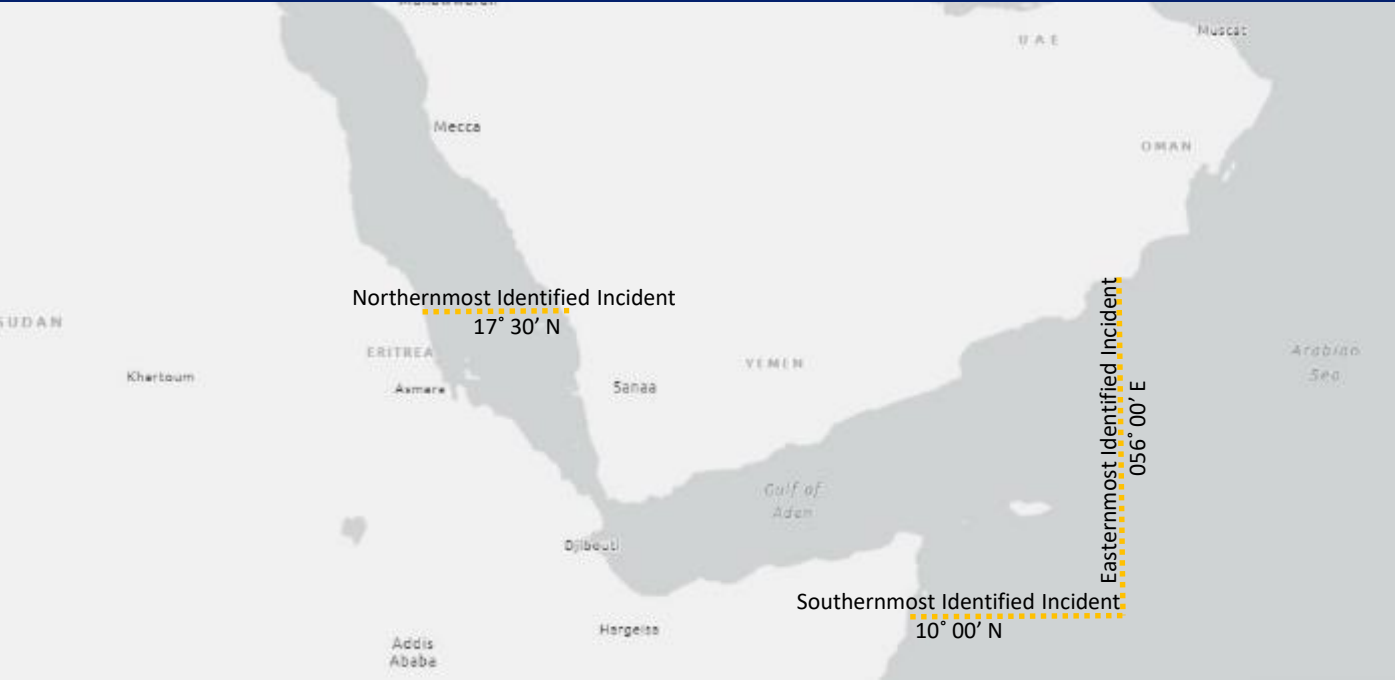 UAE
Muscat
Mecca
OMAN
Northernmost Identified Incident
17° 30’ N
SUDAN
ERITREA
Khartoum
Asmara
Sanaa
YEMEN
Arabian
Sea
Easternmost Identified Incident
056° 00’ E
Gulf of
Aden
Djibouti
Southernmost Identified Incident
10° 00’ N
Hargeisa
Addis
Ababa